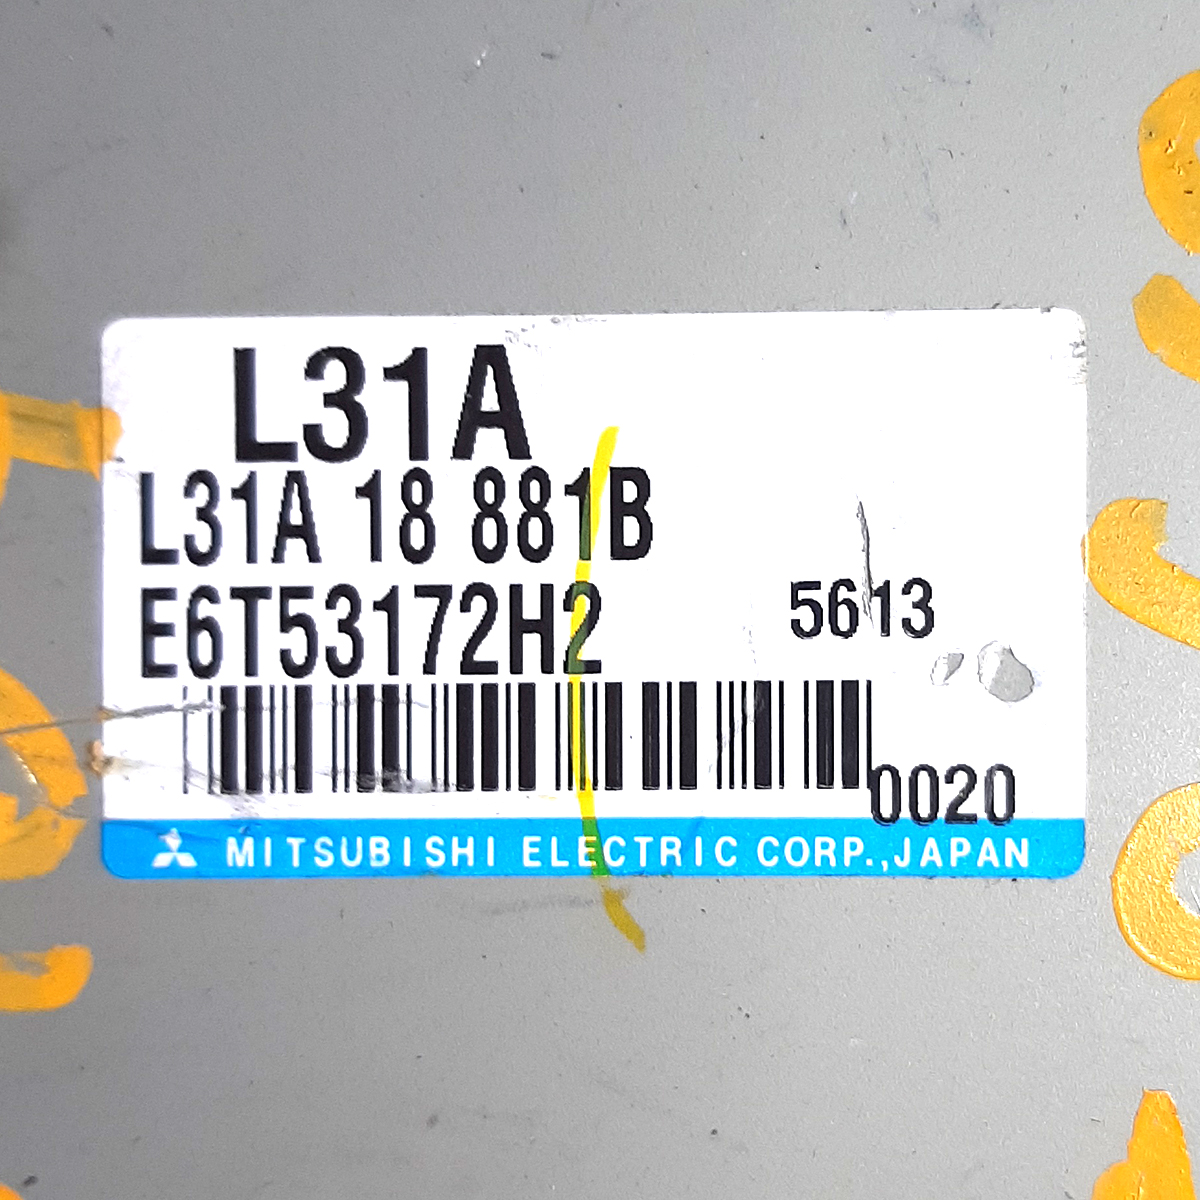 L31A
L31A 18 881B
E6T53172H2 5613
0020
MITSUBISHI ELECTRIC CORP.,JAPAN